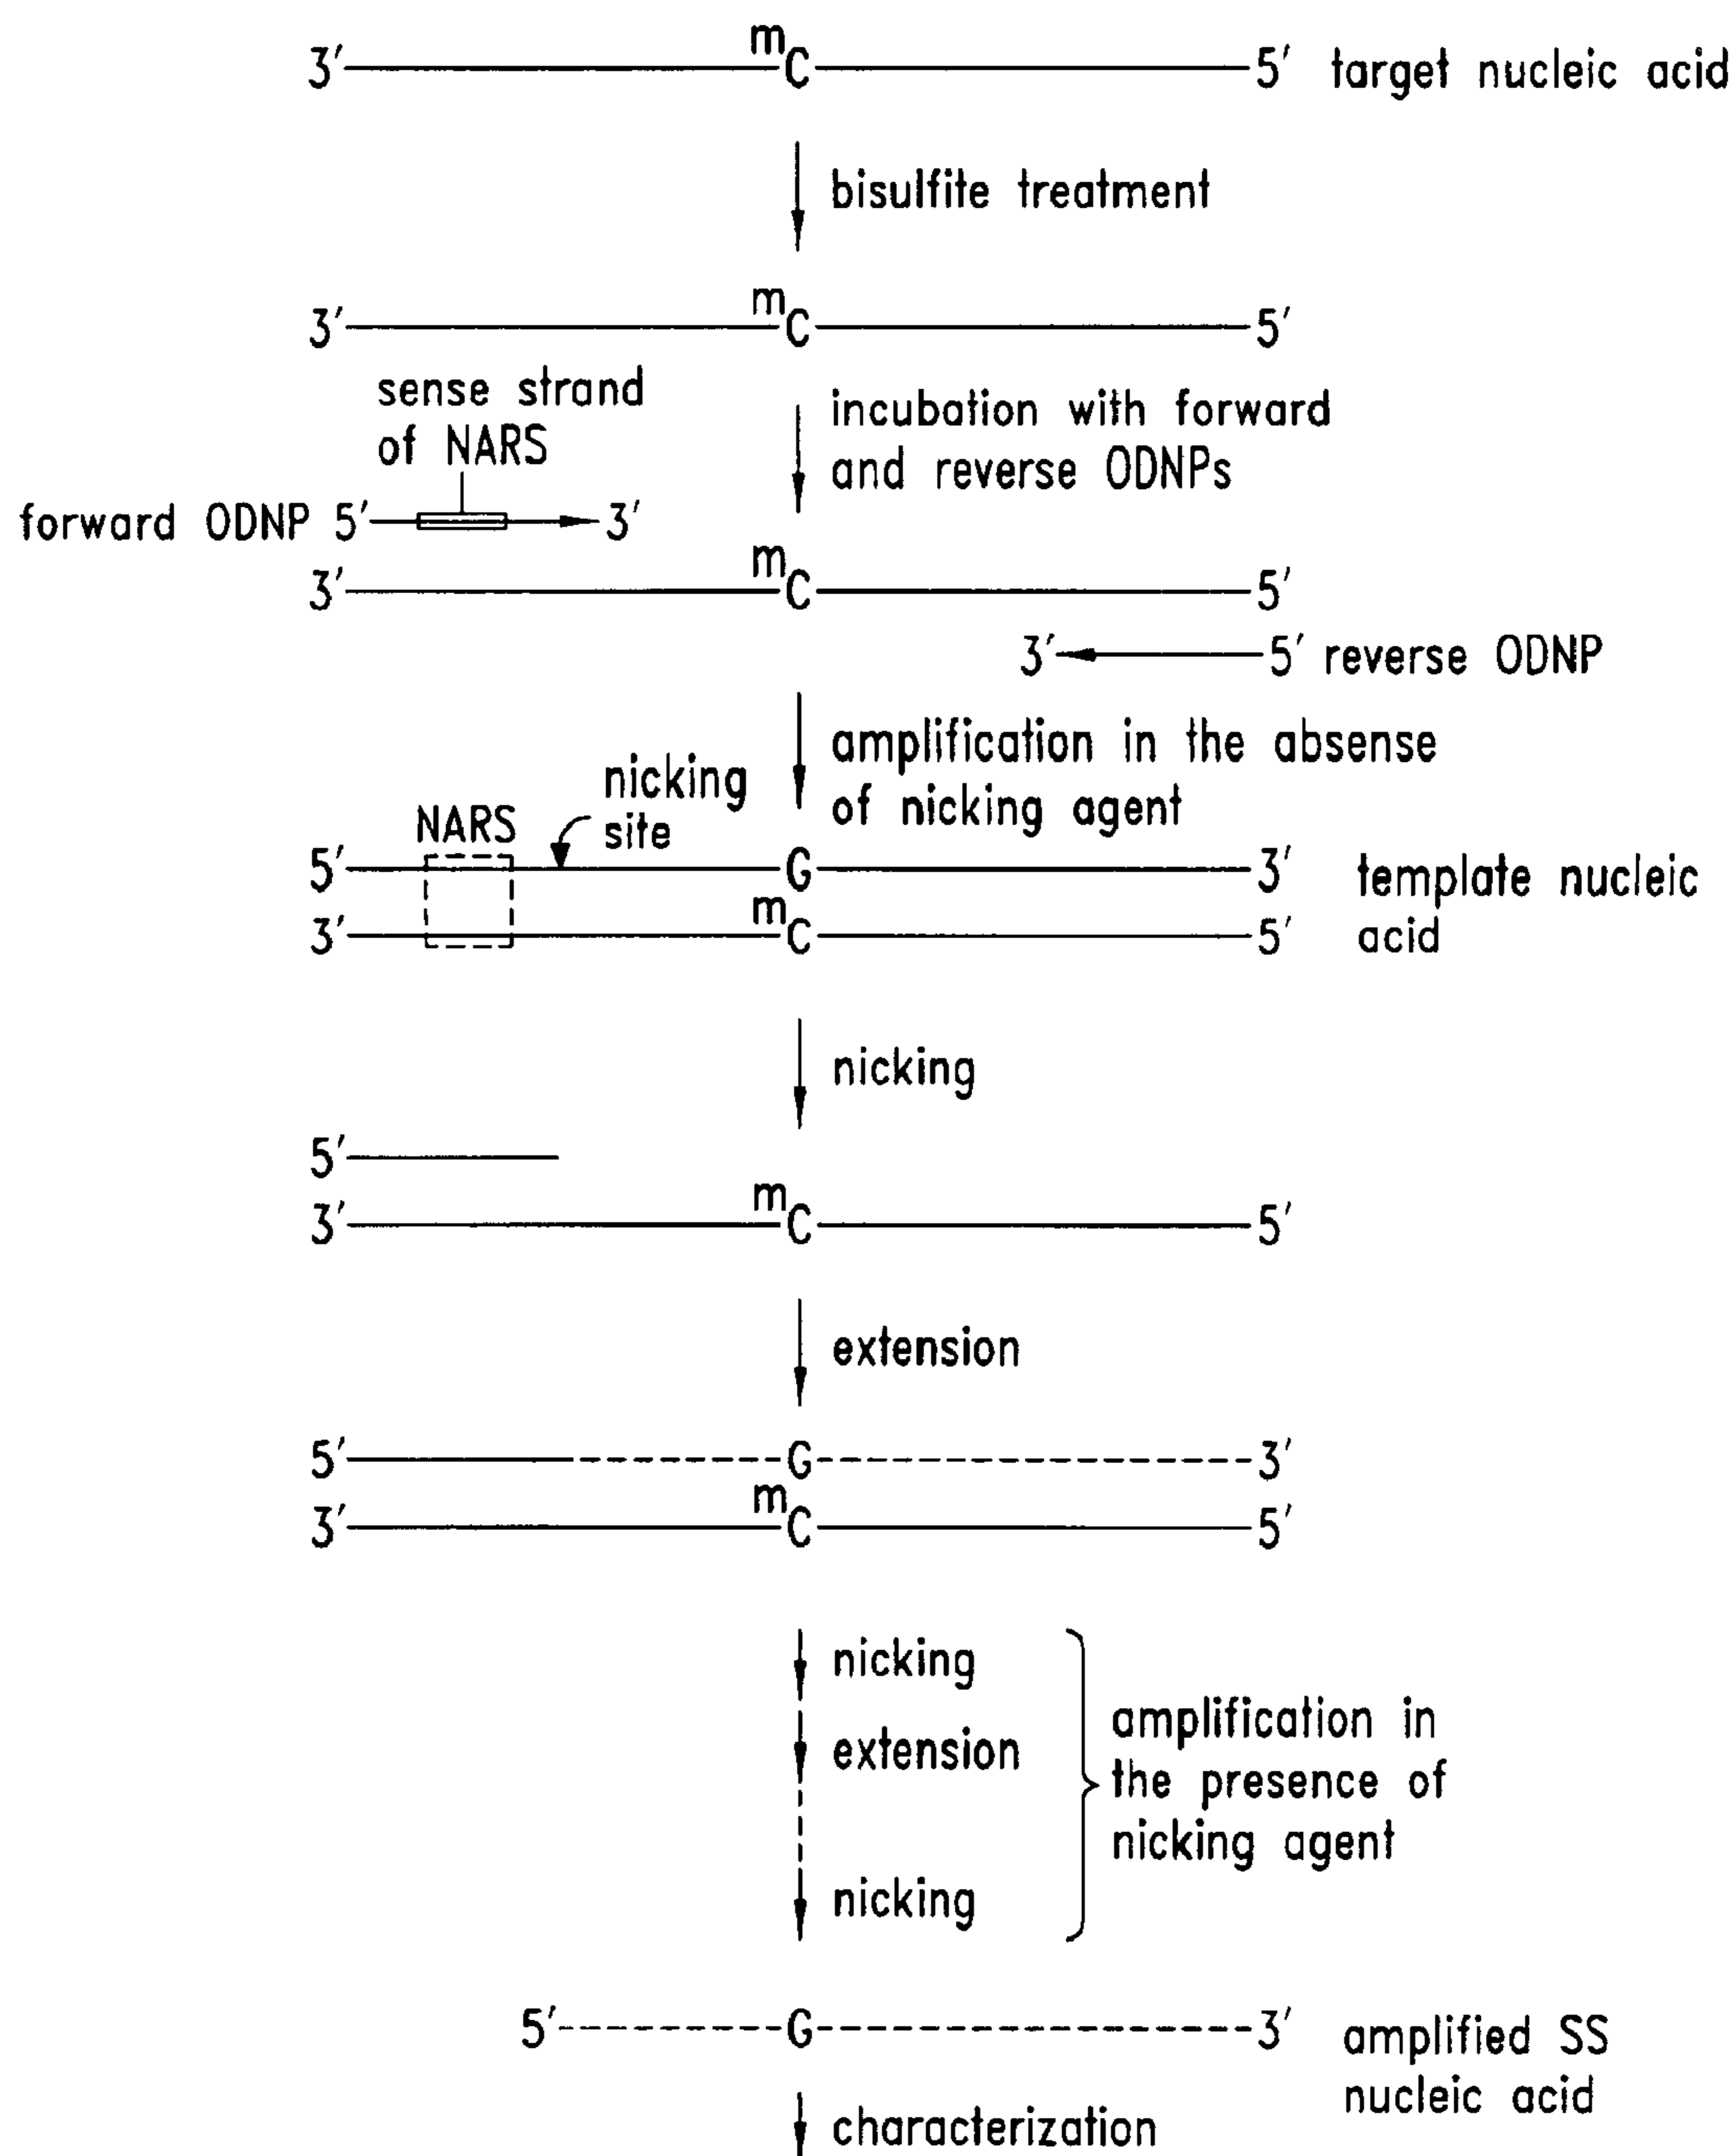 3′ mC 5′ target nucleic acid
bisulfite treatment
3′ mC 5′
sense strand
of NARS
incubation with forward
and reverse ODNPs
forward ODNP 5′ 3′
3′ mC 5′
3′ 5′ reverse ODNP
amplification in the absense
of nicking agent
nicking
site
NARS
5′ G 3′
3′ mC 5′
template nucleic
acid
nicking
5′
3′ mC 5′
extension
5′ G 3′
3′ mC 5′
nicking
extension
nicking
amplification in
the presence of
nicking agent
5′ G 3′
amplified SS
nucleic acid
characterization